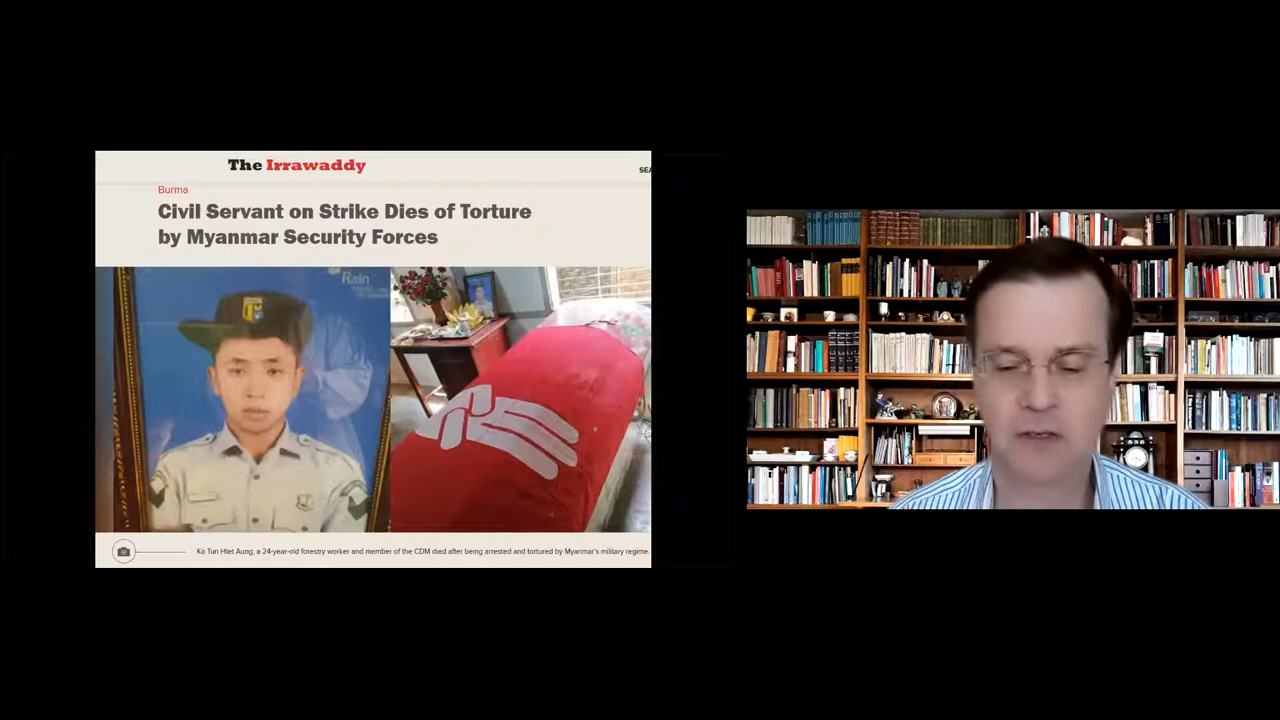 The Irrawaddy
SEA
Burma
Civil Servant on Strike Dies of Torture
by Myanmar Security Forces
Rain
Ko Tun Htet Aung, a 24-year-old forestry worker and member of the CDM died after being arrested and tortured by Myanmar's military regime.